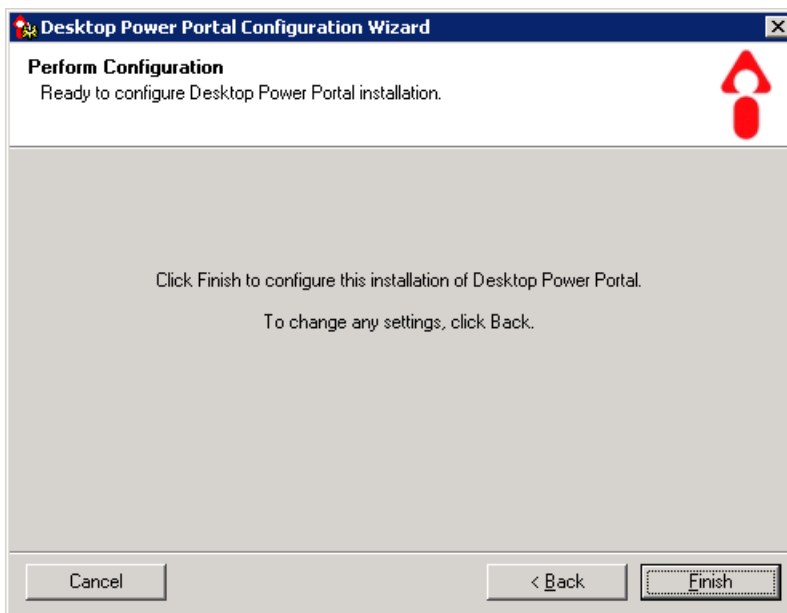 Desktop Power Portal Configuration Wizard
Perform Configuration
Ready to configure Desktop Power Portal installation.
Click Finish to configure this installation of Desktop Power Portal.
To change any settings, click Back.
Cancel
< Back
Finish